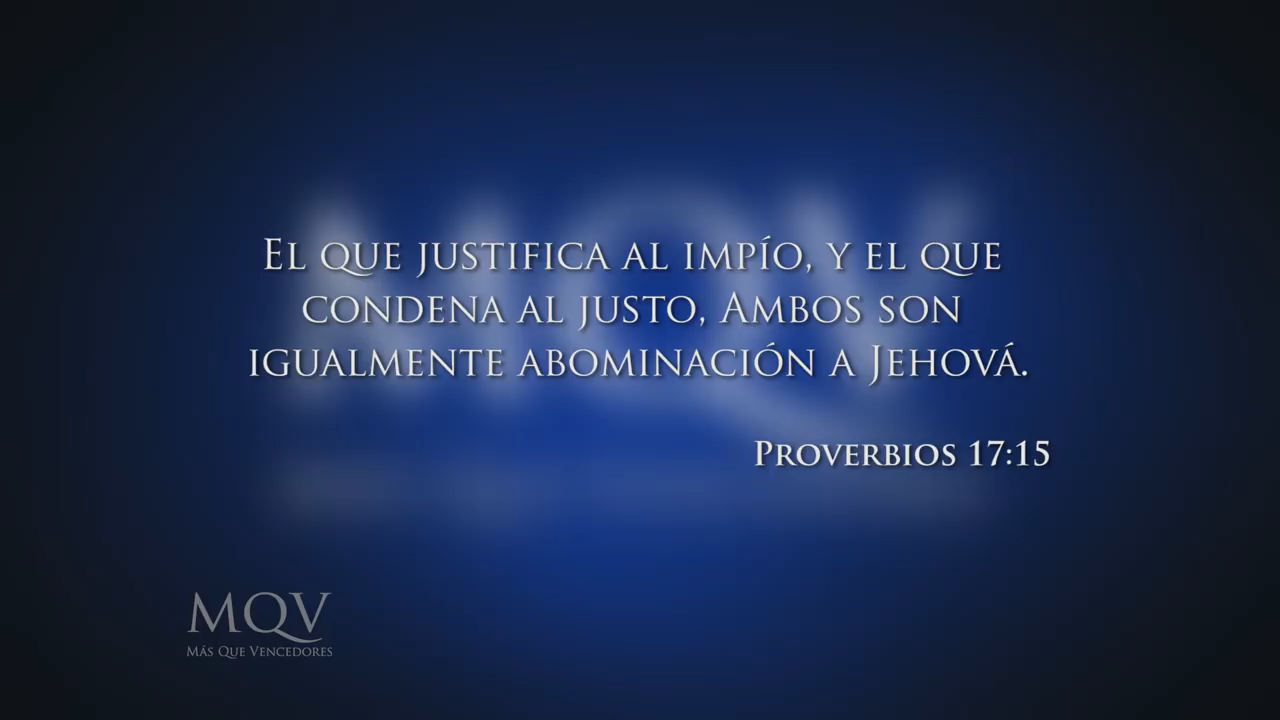 El que justifica al impío, y el que
condena al justo, Ambos son
igualmente abominación a Jehová.
Proverbios 17:15
MQV
Más Que Vencedores